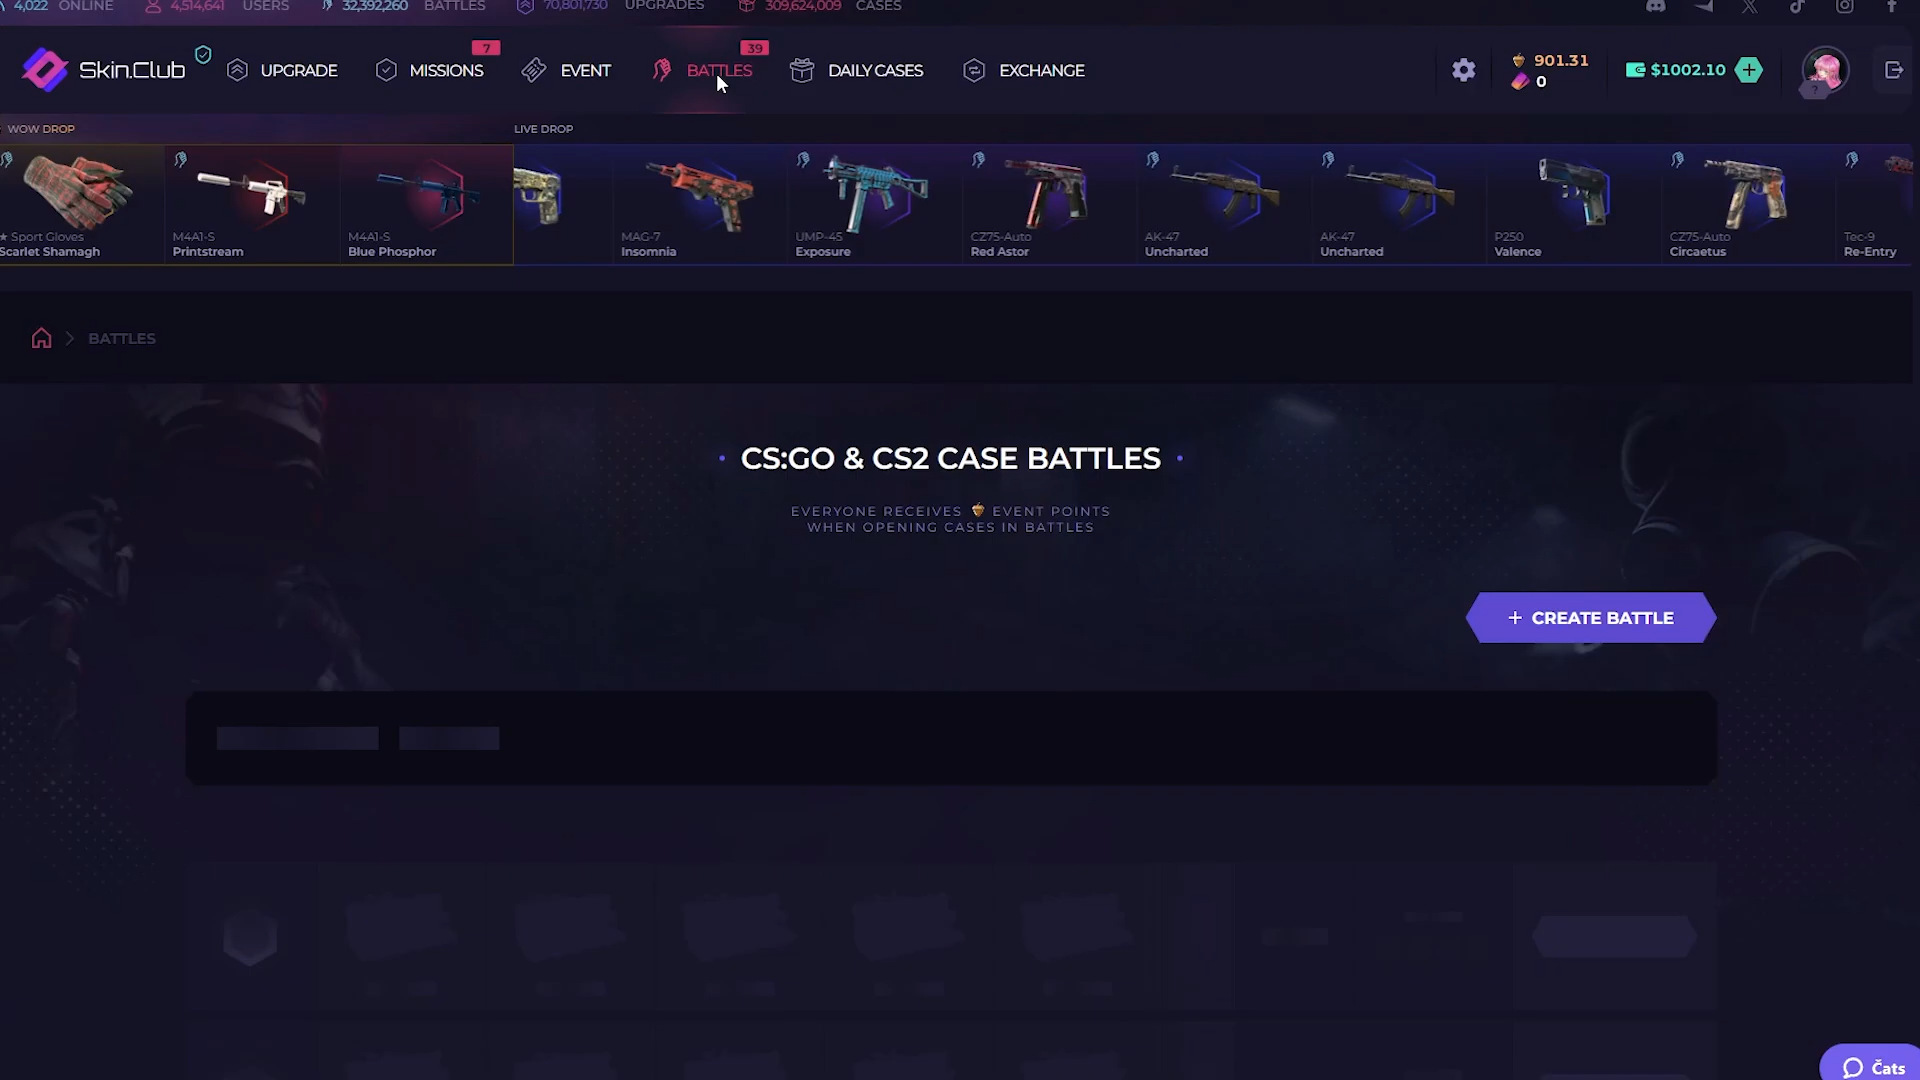 4,022 ONLINE 4,514,641 USERS 32,392,260 BATTLES 70,801,730 UPGRADES 309,624,009 CASES
Skin.Club
UPGRADE
7
MISSIONS
EVENT
39
BATTLES
DAILY CASES
EXCHANGE
901.31
0
$1002.10
?
WOW DROP
LIVE DROP
★ Sport Gloves
Scarlet Shamagh
M4A1-S
Printstream
M4A1-S
Blue Phosphor
MAG-7
Insomnia
UMP-45
Exposure
CZ75-Auto
Red Astor
AK-47
Uncharted
AK-47
Uncharted
P250
Valence
CZ75-Auto
Circaetus
Tec-9
Re-Entry
BATTLES
CS:GO & CS2 CASE BATTLES
EVERYONE RECEIVES EVENT POINTS
WHEN OPENING CASES IN BATTLES
+ CREATE BATTLE
Čats